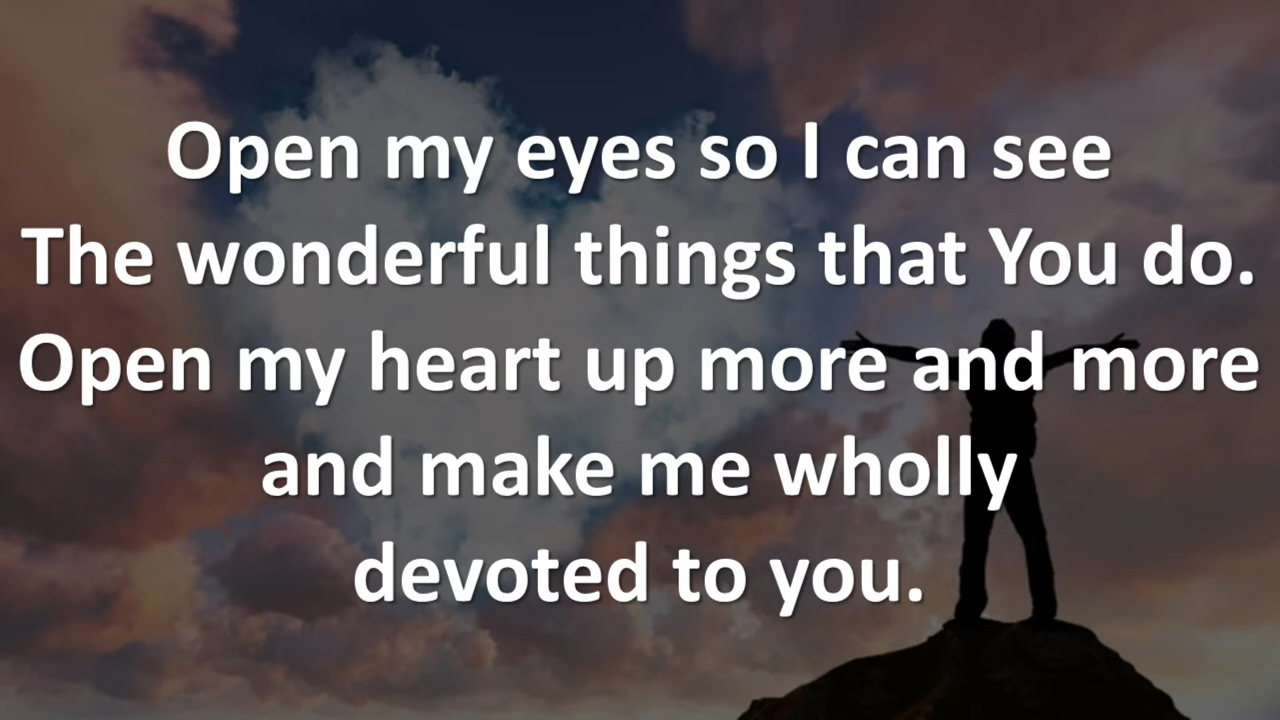 Open my eyes so I can see
The wonderful things that You do.
Open my heart up more and more
and make me wholly
devoted to you.